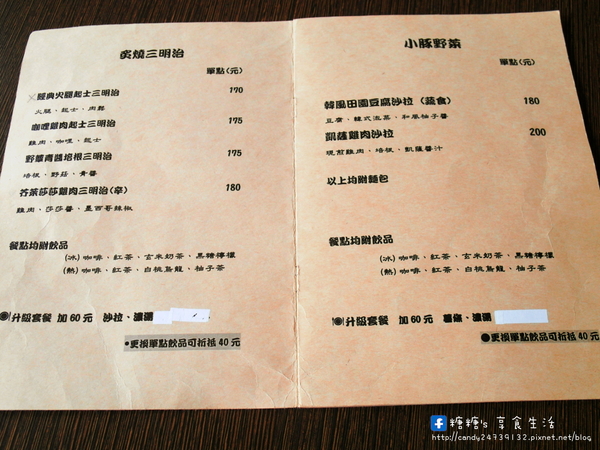 炙燒三明治
單點(元)
經典火腿起士三明治 170
火腿、起士、肉鬆
咖哩雞肉起士三明治 175
雞肉、咖哩、起士
野蕈青醬培根三明治 175
培根、野菇、青醬
芥茉莎莎雞肉三明治(辛) 180
雞肉、莎莎醬、墨西哥辣椒
餐點均附飲品
(冰)咖啡、紅茶、玄米奶茶、黑糖檸檬
(熱)咖啡、紅茶、白桃烏龍、柚子茶
升級套餐 加60元 沙拉、濃湯
●更換單點飲品可折抵40元
小豚野菜
單點(元)
韓風田園豆腐沙拉(蔬食) 180
豆腐、韓式泡菜、和風柚子醬
凱薩雞肉沙拉 200
現煎雞肉、培根、凱薩醬汁
以上均附麵包
餐點均附飲品
(冰)咖啡、紅茶、玄米奶茶、黑糖檸檬
(熱)咖啡、紅茶、白桃烏龍、柚子茶
升級套餐 加60元 薯條、濃湯
●更換單點飲品可折抵40元
糖糖's 享食生活
http://candy24739132.pixnet.net/blog